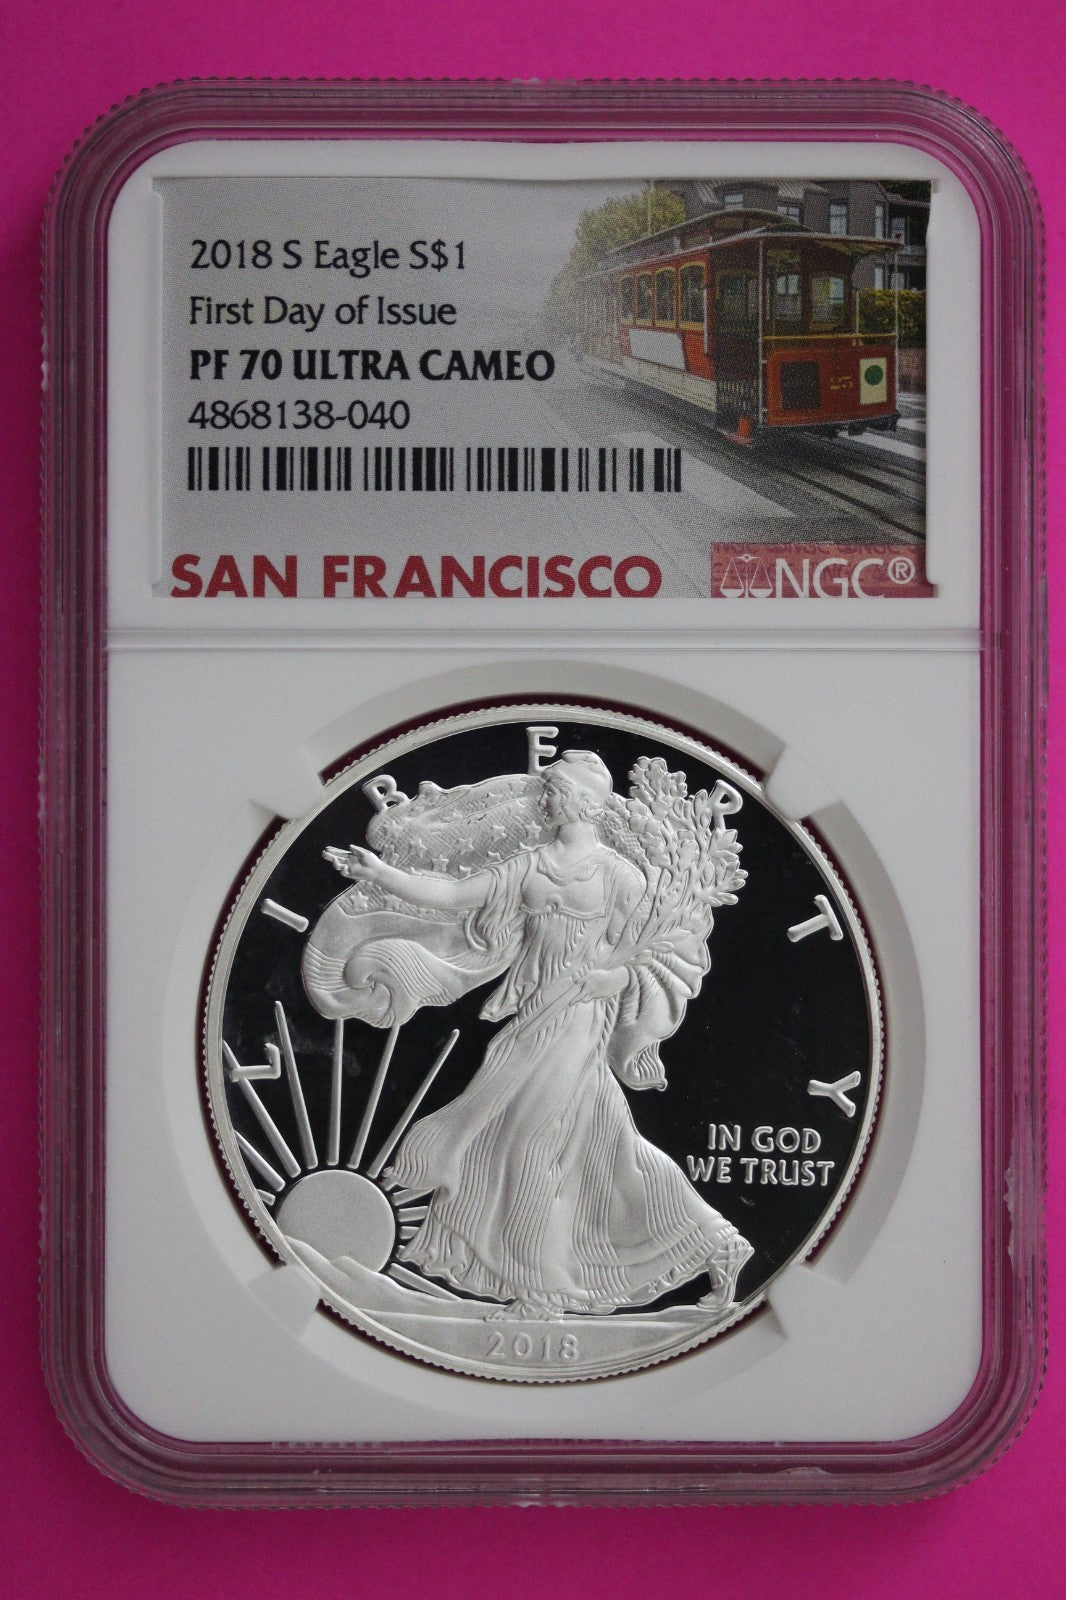 2018 S Eagle S$1
First Day of Issue
PF 70 ULTRA CAMEO
4868138-040
25
SAN FRANCISCO
NGC®
LIBERTY
IN GOD
WE TRUST
2018